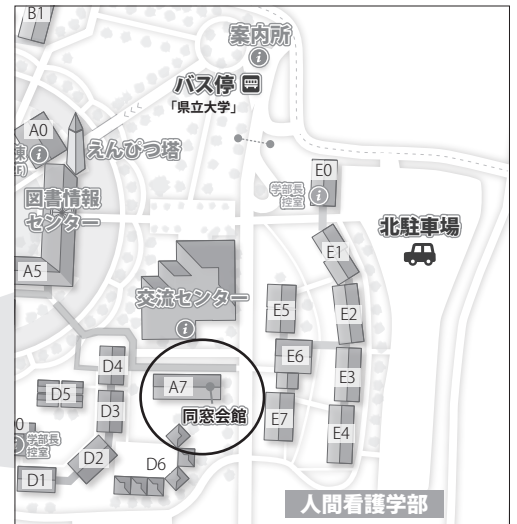 B1
案内所
i
バス停
「県立大学」
A0
i
えんぴつ塔
E0
学部長
控室
i
図書情報
センター
北駐車場
E1
A5
交流センター
i
E5
E2
E6
D4
A7
E3
D5
D3
同窓会館
E7
E4
学部長
控室
i
D2
D6
D1
人間看護学部